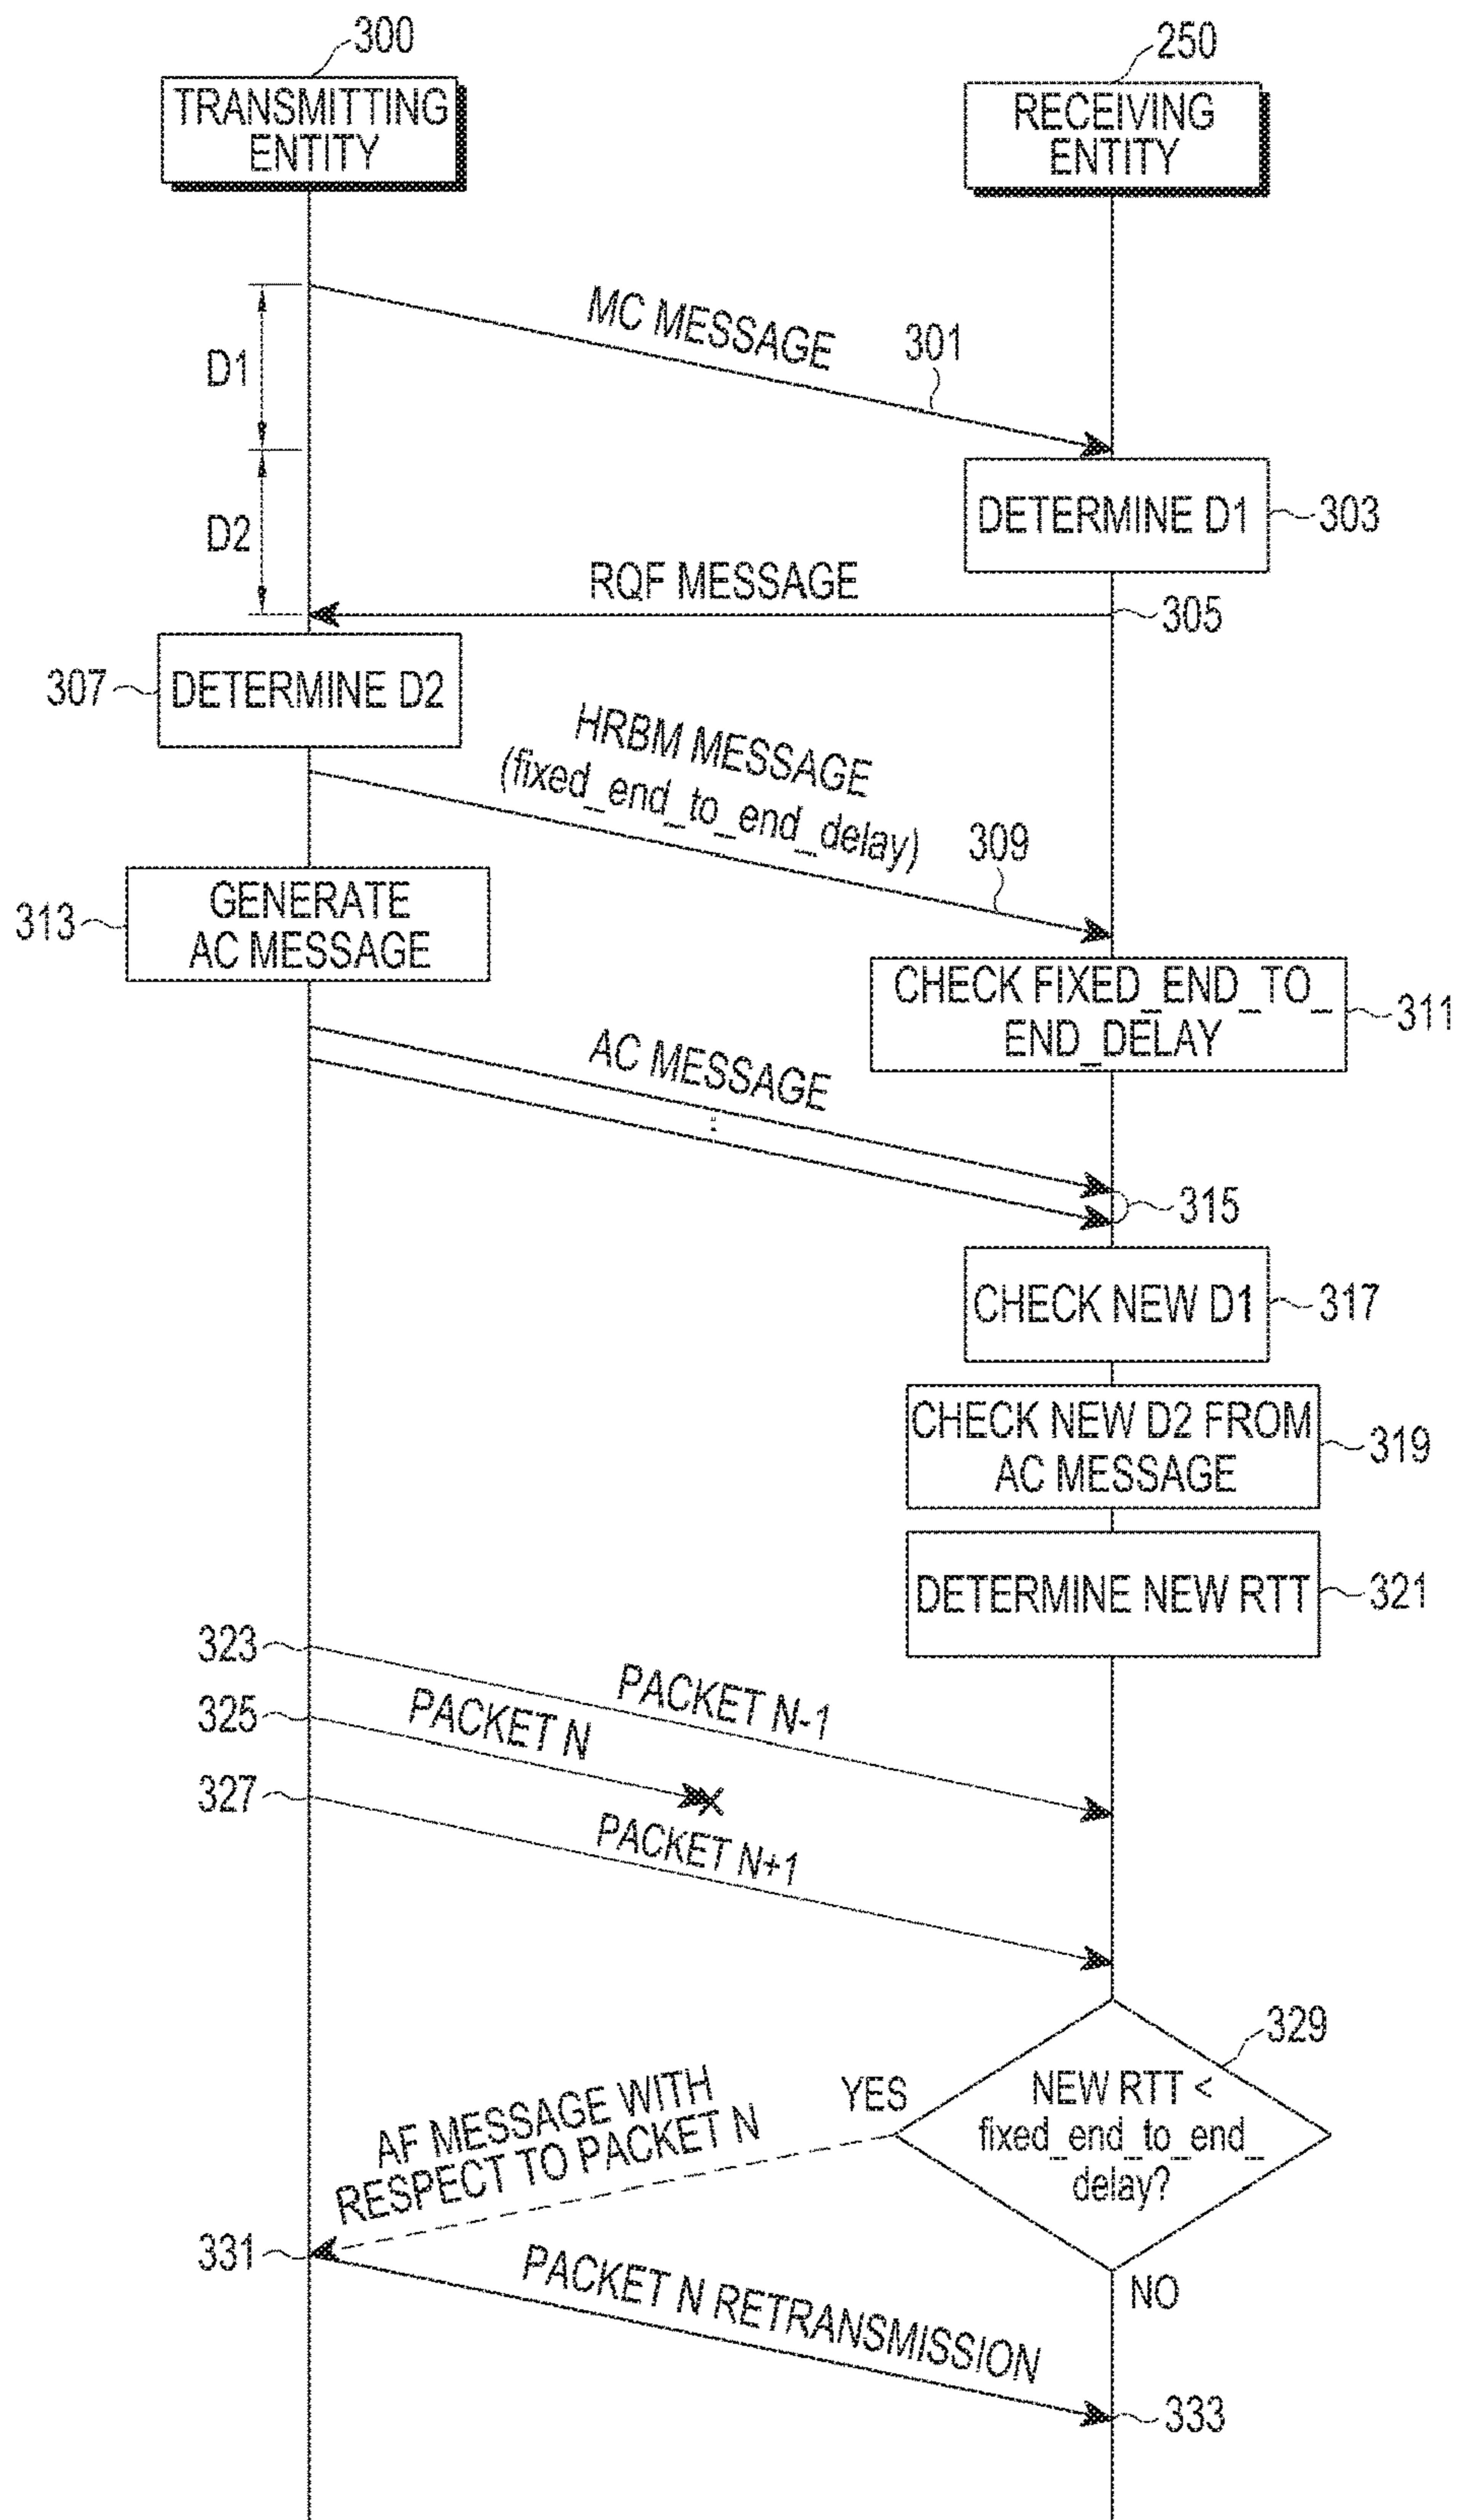 300
250
TRANSMITTING
ENTITY
RECEIVING
ENTITY
MC MESSAGE
301
D1
DETERMINE D1
303
D2
RQF MESSAGE
305
307
DETERMINE D2
HRBM MESSAGE
(fixed_end_to_end_delay)
309
313
GENERATE
AC MESSAGE
CHECK FIXED_END_TO_
END_DELAY
311
AC MESSAGE
315
CHECK NEW D1
317
CHECK NEW D2 FROM
AC MESSAGE
319
DETERMINE NEW RTT
321
323
PACKET N-1
325
PACKET N
327
PACKET N+1
329
NEW RTT <
fixed_end_to_end_
delay?
YES
AF MESSAGE WITH
RESPECT TO PACKET N
331
NO
PACKET N RETRANSMISSION
333